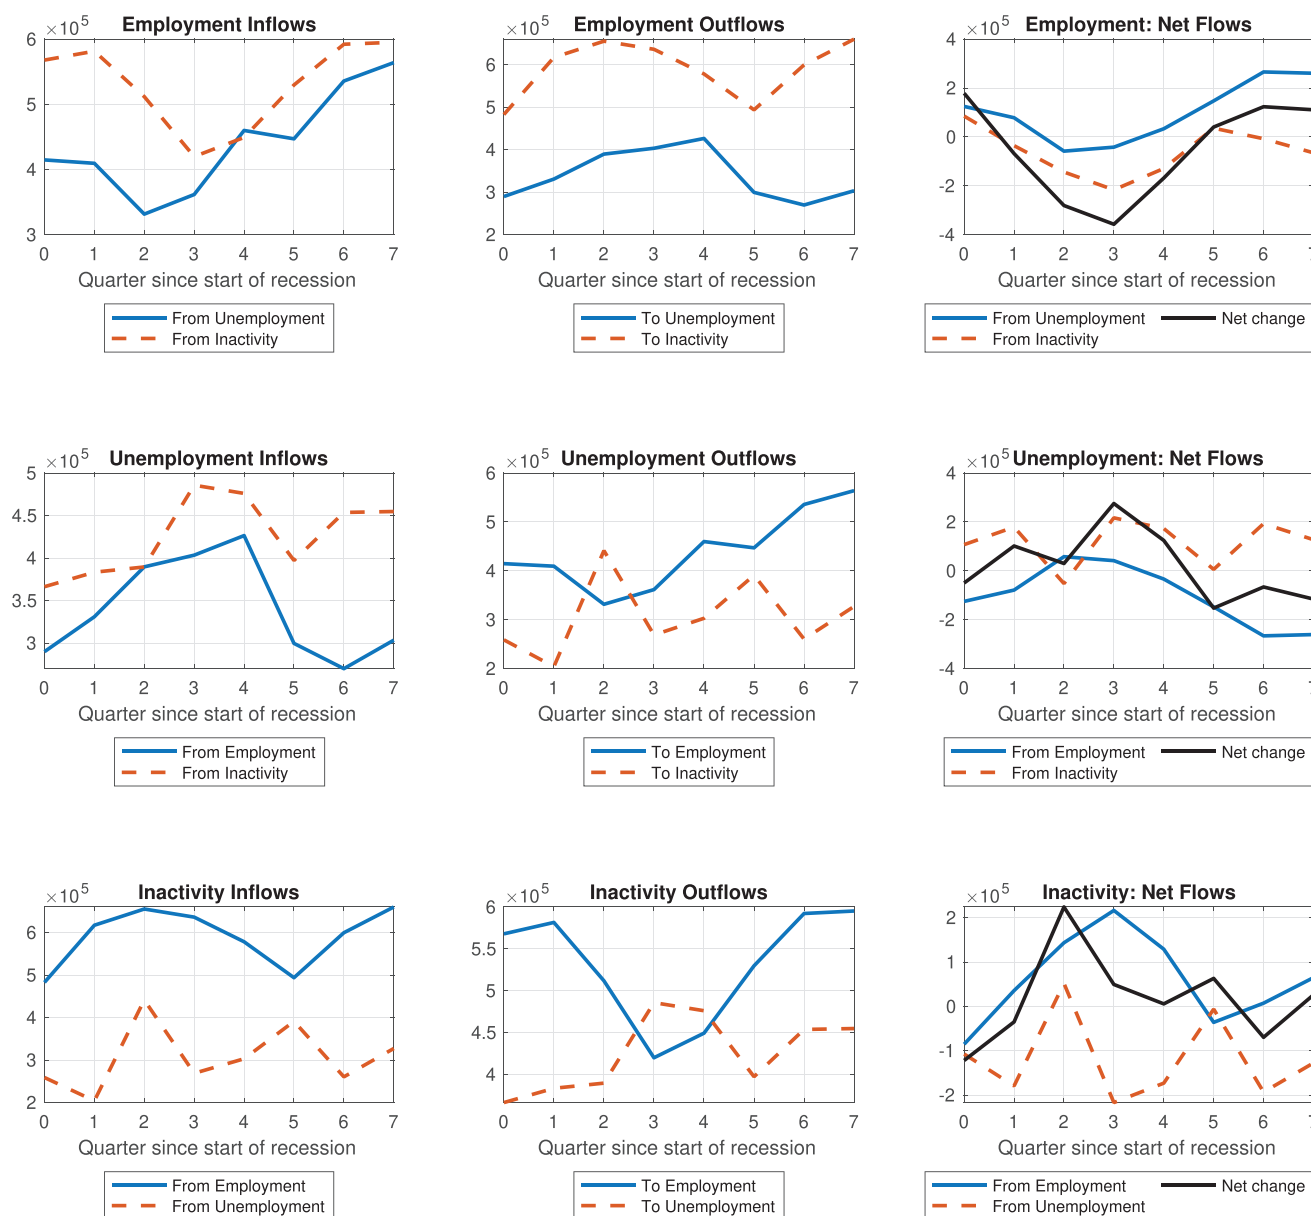 Employment Inflows
×10^5
6
5
4
3
0 1 2 3 4 5 6 7
Quarter since start of recession
From Unemployment
From Inactivity
Employment Outflows
×10^5
6
5
4
3
2
0 1 2 3 4 5 6 7
Quarter since start of recession
To Unemployment
To Inactivity
Employment: Net Flows
×10^5
4
2
0
-2
-4
0 1 2 3 4 5 6 7
Quarter since start of recession
From Unemployment Net change
From Inactivity
Unemployment Inflows
×10^5
5
4.5
4
3.5
3
0 1 2 3 4 5 6 7
Quarter since start of recession
From Employment
From Inactivity
Unemployment Outflows
×10^5
6
5
4
3
2
0 1 2 3 4 5 6 7
Quarter since start of recession
To Employment
To Inactivity
Unemployment: Net Flows
×10^5
4
2
0
-2
-4
0 1 2 3 4 5 6 7
Quarter since start of recession
From Employment Net change
From Inactivity
Inactivity Inflows
×10^5
6
5
4
3
2
0 1 2 3 4 5 6 7
Quarter since start of recession
From Employment
From Unemployment
Inactivity Outflows
×10^5
6
5.5
5
4.5
4
0 1 2 3 4 5 6 7
Quarter since start of recession
To Employment
To Unemployment
Inactivity: Net Flows
×10^5
2
1
0
-1
-2
0 1 2 3 4 5 6 7
Quarter since start of recession
From Employment Net change
From Unemployment